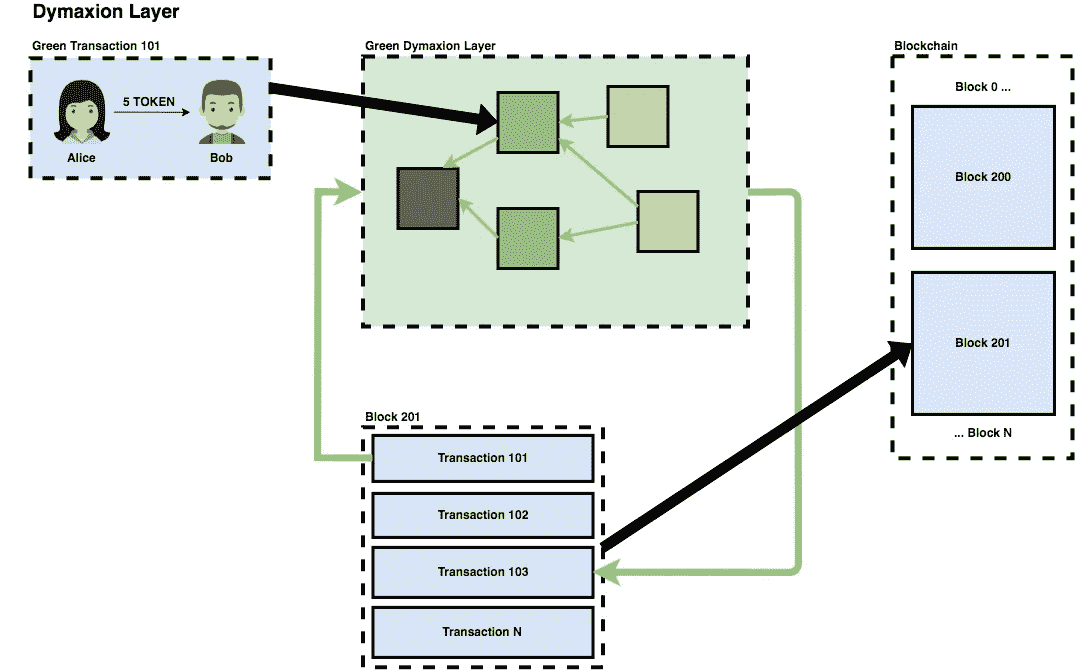 Dymaxion Layer
Green Transaction 101
5 TOKEN
Alice
Bob
Green Dymaxion Layer
Blockchain
Block 0 ...
Block 200
Block 201
... Block N
Block 201
Transaction 101
Transaction 102
Transaction 103
Transaction N